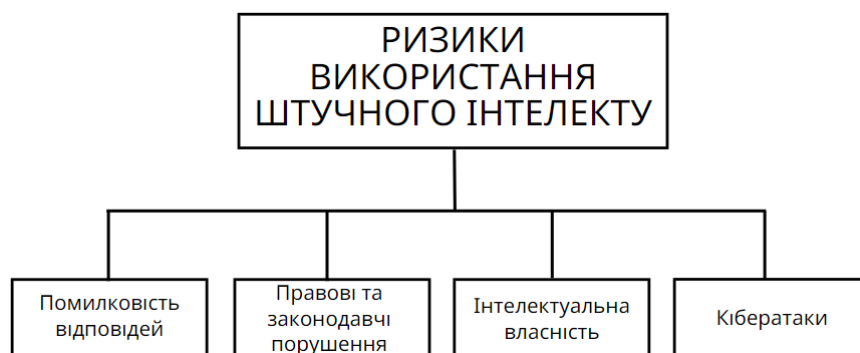 РИЗИКИ
ВИКОРИСТАННЯ
ШТУЧНОГО ІНТЕЛЕКТУ
Помилковість
відповідей
Правові та
законодавчі
порушення
Інтелектуальна
власність
Кібератаки